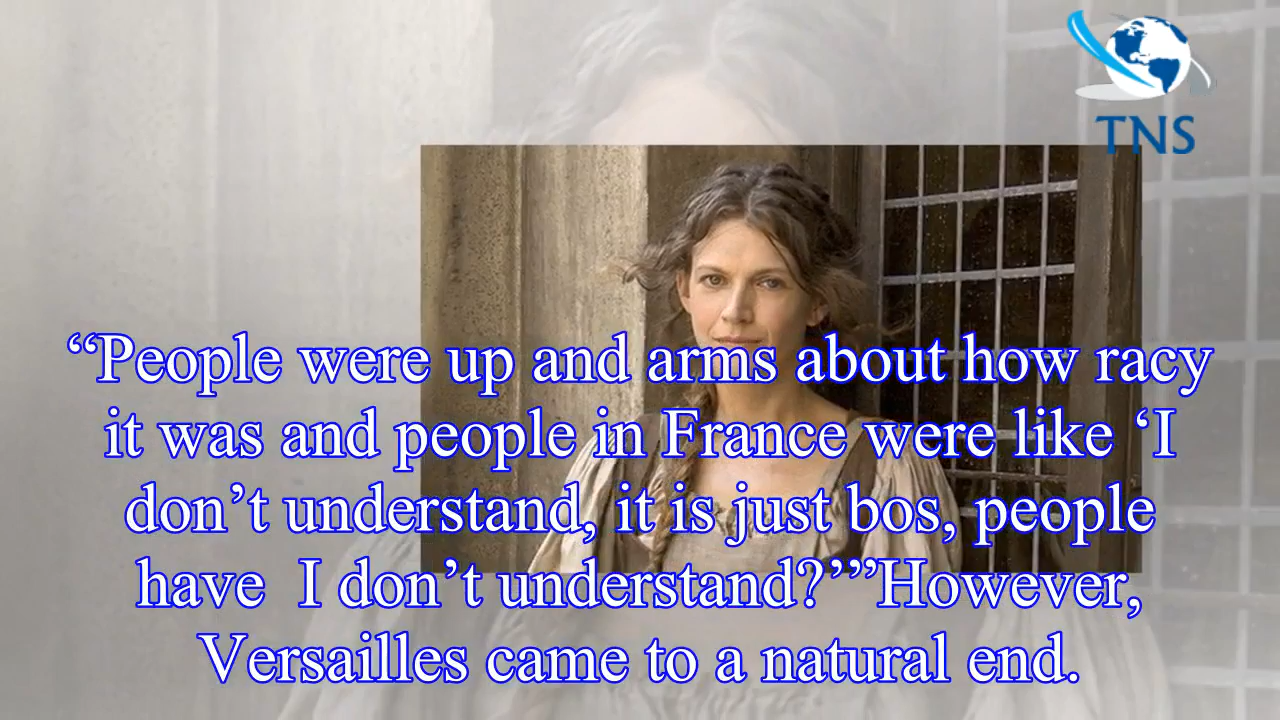 TNS
“People were up and arms about how racy
it was and people in France were like ‘I
don’t understand, it is just bos, people
have  I don’t understand?’”However,
Versailles came to a natural end.